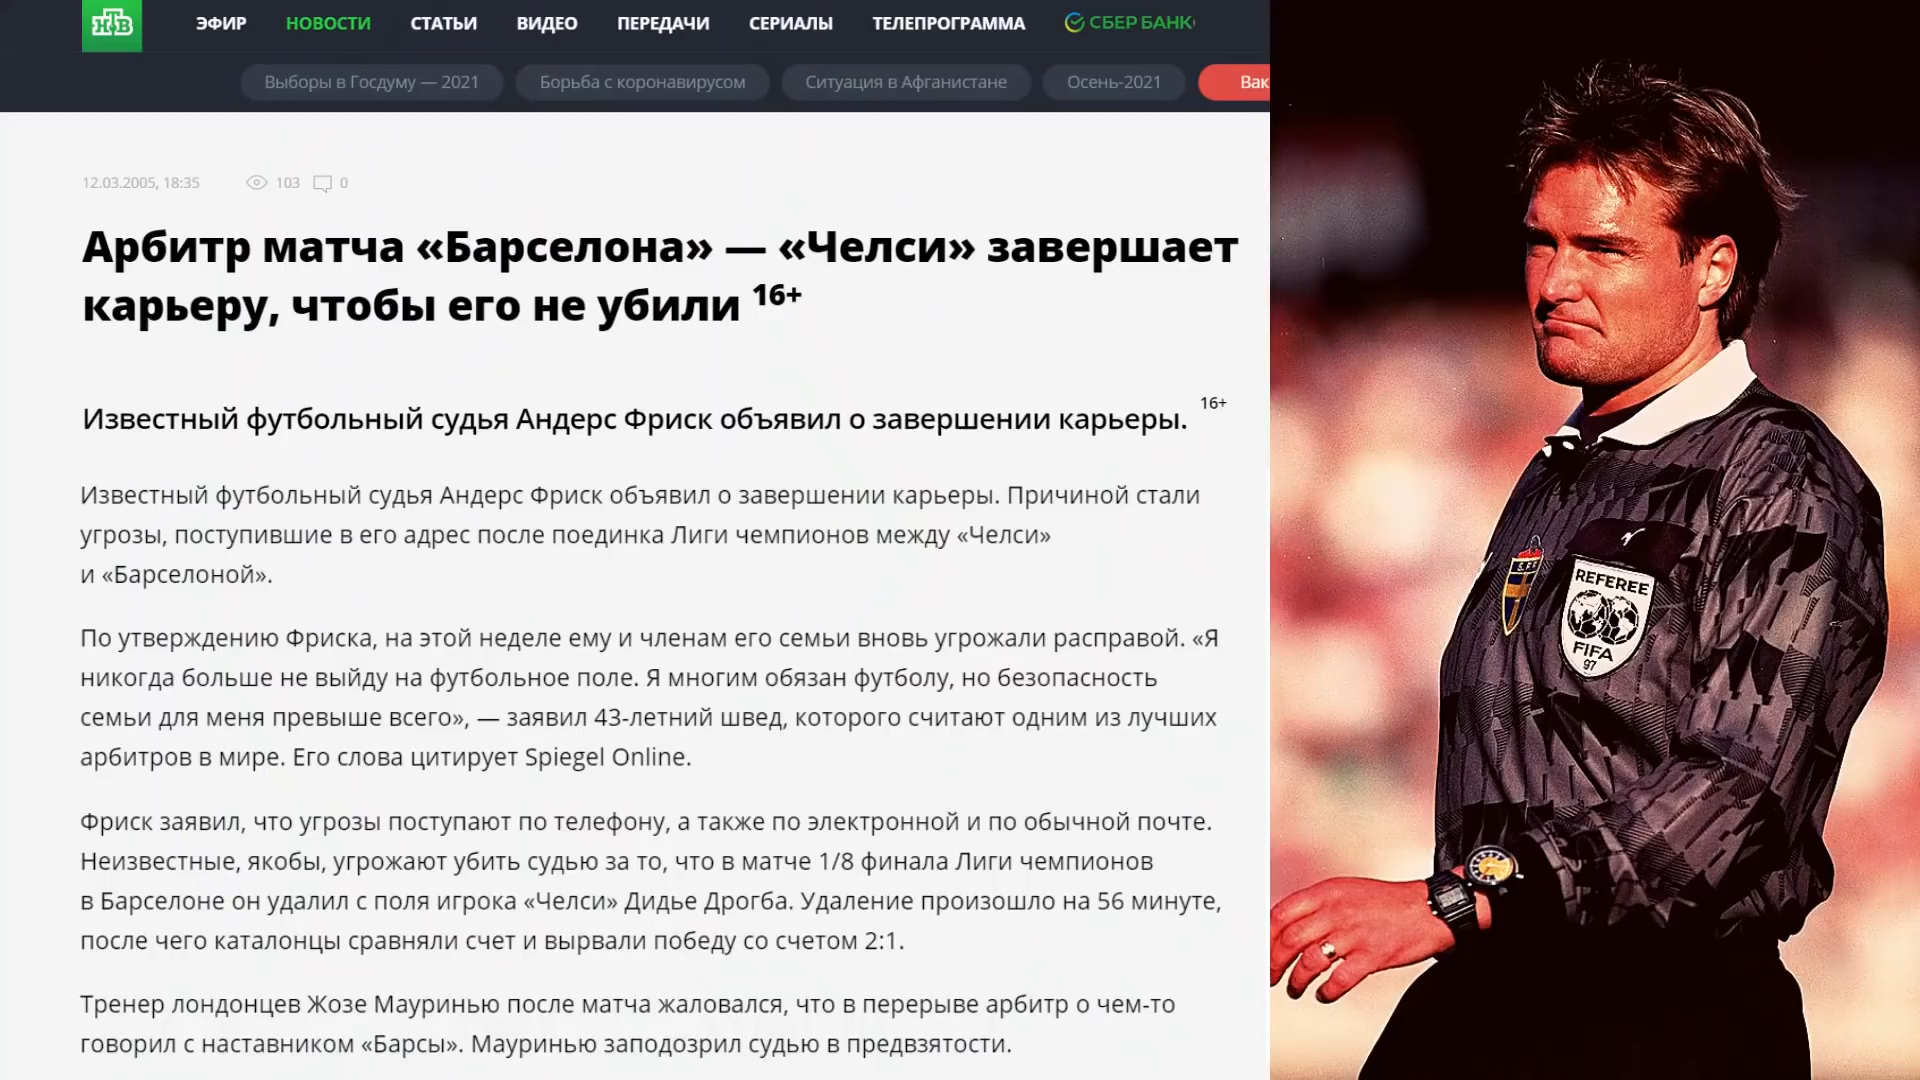 НТВ
ЭФИР НОВОСТИ СТАТЬИ ВИДЕО ПЕРЕДАЧИ СЕРИАЛЫ ТЕЛЕПРОГРАММА СБЕР БАНК
Выборы в Госдуму — 2021 Борьба с коронавирусом Ситуация в Афганистане Осень-2021 Вак
12.03.2005, 18:35 103 0
Арбитр матча «Барселона» — «Челси» завершает
карьеру, чтобы его не убили 16+
Известный футбольный судья Андерс Фриск объявил о завершении карьеры. 16+
Известный футбольный судья Андерс Фриск объявил о завершении карьеры. Причиной стали
угрозы, поступившие в его адрес после поединка Лиги чемпионов между «Челси»
и «Барселоной».
По утверждению Фриска, на этой неделе ему и членам его семьи вновь угрожали расправой. «Я
никогда больше не выйду на футбольное поле. Я многим обязан футболу, но безопасность
семьи для меня превыше всего», — заявил 43-летний швед, которого считают одним из лучших
арбитров в мире. Его слова цитирует Spiegel Online.
Фриск заявил, что угрозы поступают по телефону, а также по электронной и по обычной почте.
Неизвестные, якобы, угрожают убить судью за то, что в матче 1/8 финала Лиги чемпионов
в Барселоне он удалил с поля игрока «Челси» Дидье Дрогба. Удаление произошло на 56 минуте,
после чего каталонцы сравняли счет и вырвали победу со счетом 2:1.
Тренер лондонцев Жозе Мауринью после матча жаловался, что в перерыве арбитр о чем-то
говорил с наставником «Барсы». Мауринью заподозрил судью в предвзятости.
REFEREE
FIFA
97